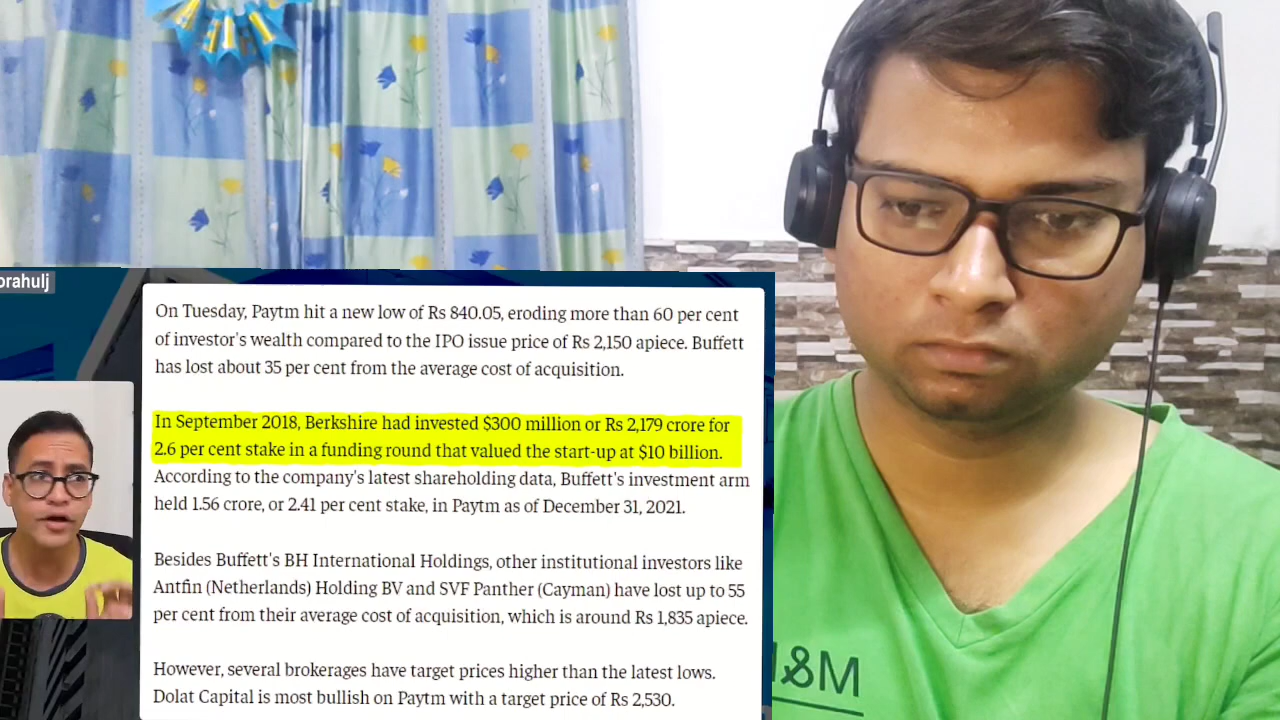 orahulj
On Tuesday, Paytm hit a new low of Rs 840.05, eroding more than 60 per cent
of investor's wealth compared to the IPO issue price of Rs 2,150 apiece. Buffett
has lost about 35 per cent from the average cost of acquisition.
In September 2018, Berkshire had invested $300 million or Rs 2,179 crore for
2.6 per cent stake in a funding round that valued the start-up at $10 billion.
According to the company's latest shareholding data, Buffett's investment arm
held 1.56 crore, or 2.41 per cent stake, in Paytm as of December 31, 2021.
Besides Buffett's BH International Holdings, other institutional investors like
Antfin (Netherlands) Holding BV and SVF Panther (Cayman) have lost up to 55
per cent from their average cost of acquisition, which is around Rs 1,835 apiece.
However, several brokerages have target prices higher than the latest lows.
Dolat Capital is most bullish on Paytm with a target price of Rs 2,530.
&M